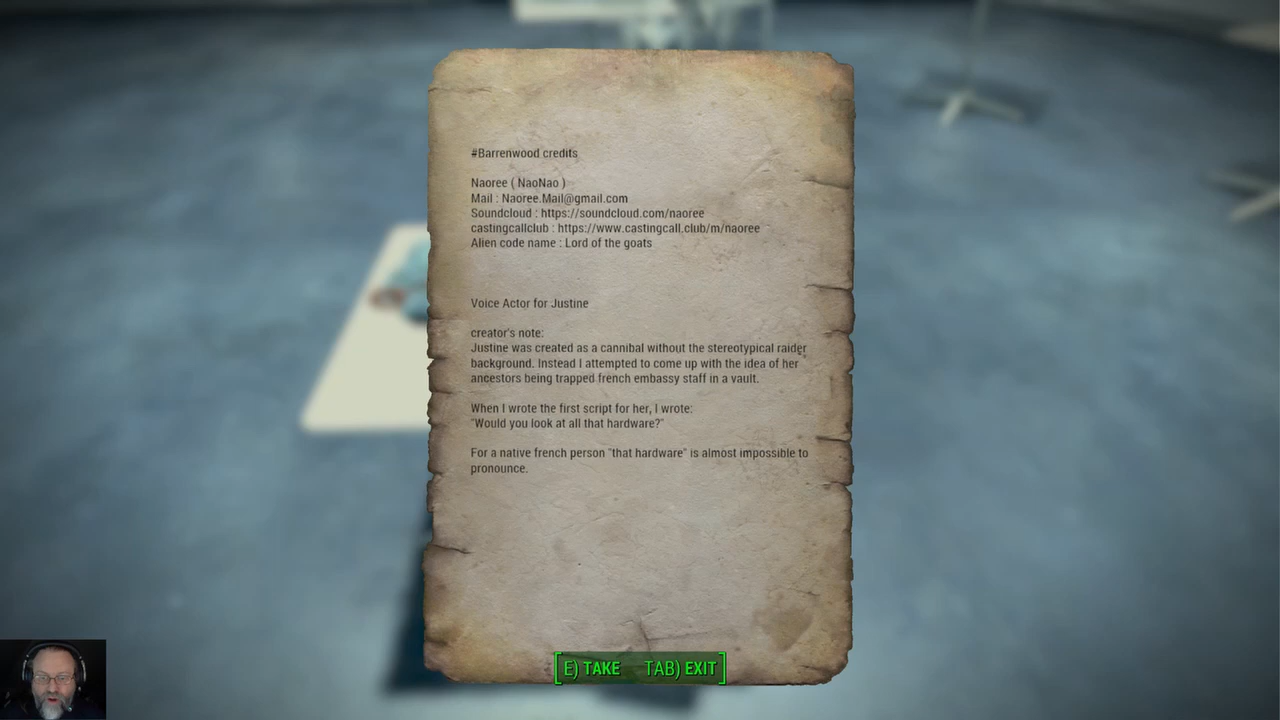 #Barrenwood credits
Naoree ( NaoNao )
Mail : Naoree.Mail@gmail.com
Soundcloud : https://soundcloud.com/naoree
castingcallclub : https://www.castingcall.club/m/naoree
Alien code name : Lord of the goats
Voice Actor for Justine
creator's note:
Justine was created as a cannibal without the stereotypical raider
background. Instead I attempted to come up with the idea of her
ancestors being trapped french embassy staff in a vault.
When I wrote the first script for her, I wrote:
"Would you look at all that hardware?"
For a native french person "that hardware" is almost impossible to
pronounce.
E) TAKE TAB) EXIT